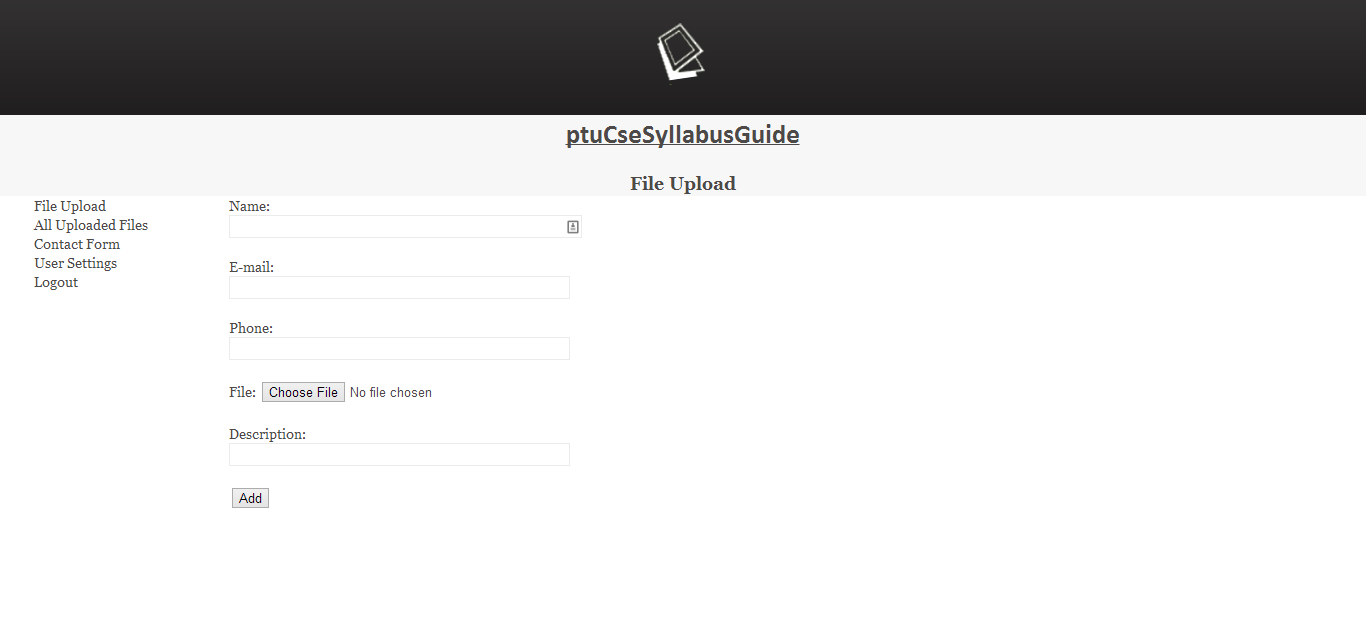 ptuCseSyllabusGuide
File Upload
File Upload
All Uploaded Files
Contact Form
User Settings
Logout
Name:
E-mail:
Phone:
File: Choose File No file chosen
Description:
Add